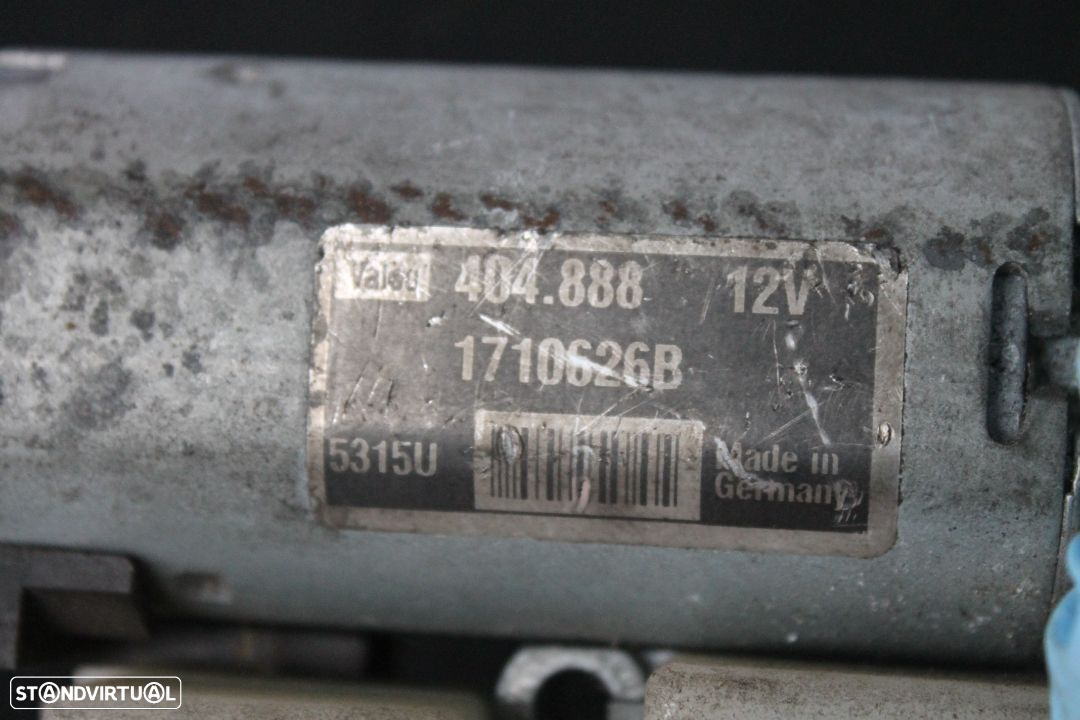 Valeo 404.888 12V
1710626B
5315U
Made in
Germany
STANDVIRTUAL